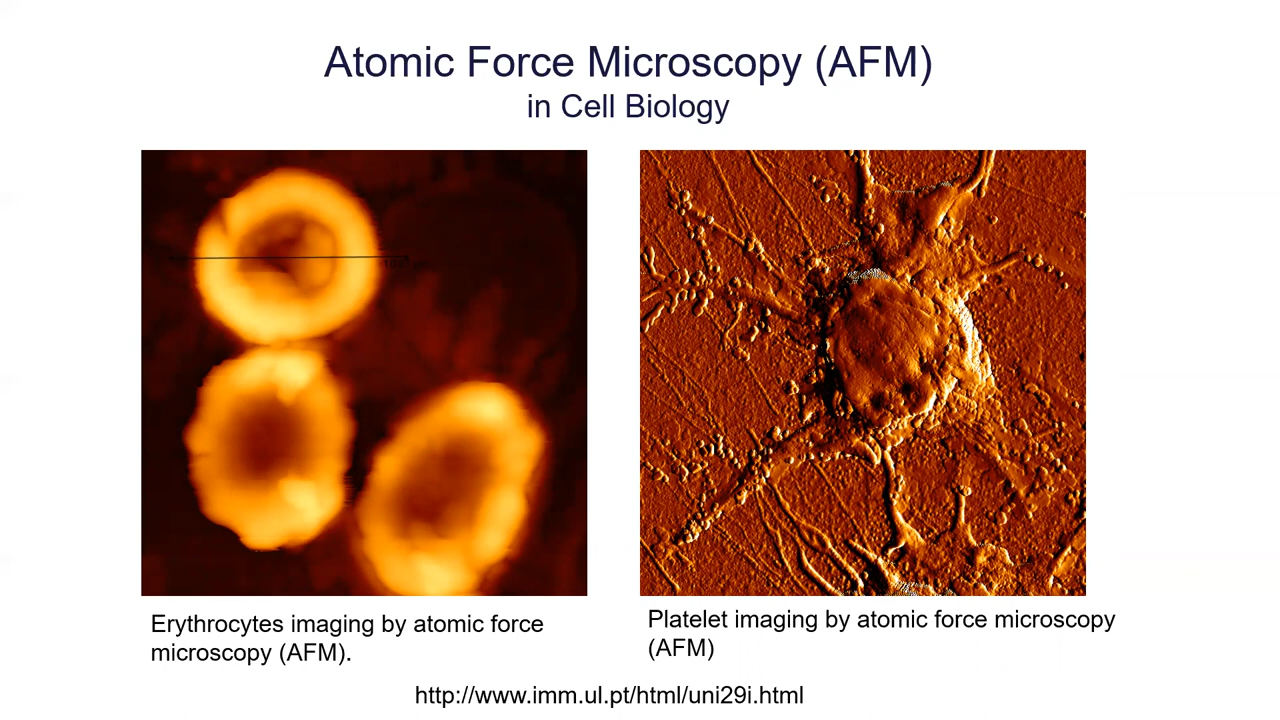 Atomic Force Microscopy (AFM)
in Cell Biology
Erythrocytes imaging by atomic force
microscopy (AFM).
Platelet imaging by atomic force microscopy
(AFM)
http://www.imm.ul.pt/html/uni29i.html